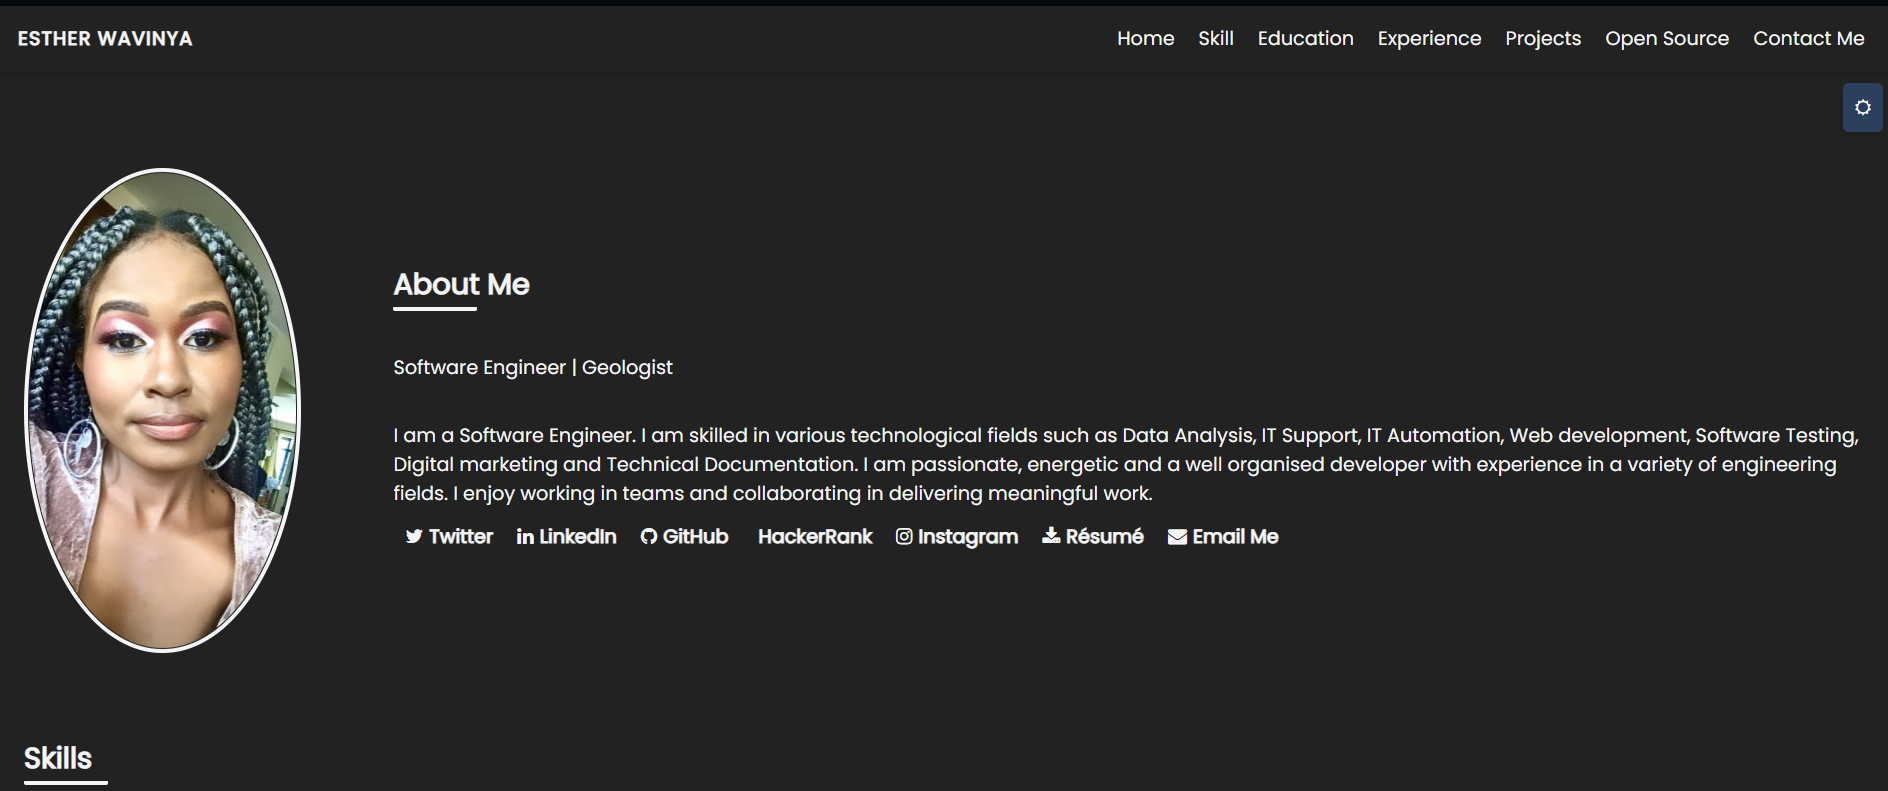 ESTHER WAVINYA
Home Skill Education Experience Projects Open Source Contact Me
About Me
Software Engineer | Geologist
I am a Software Engineer. I am skilled in various technological fields such as Data Analysis, IT Support, IT Automation, Web development, Software Testing,
Digital marketing and Technical Documentation. I am passionate, energetic and a well organised developer with experience in a variety of engineering
fields. I enjoy working in teams and collaborating in delivering meaningful work.
Twitter LinkedIn GitHub HackerRank Instagram Résumé Email Me
Skills